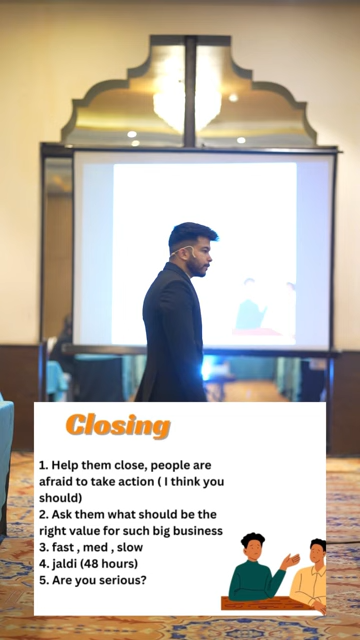 Closing
1. Help them close, people are
afraid to take action ( I think you
should)
2. Ask them what should be the
right value for such big business
3. fast , med , slow
4. jaldi (48 hours)
5. Are you serious?